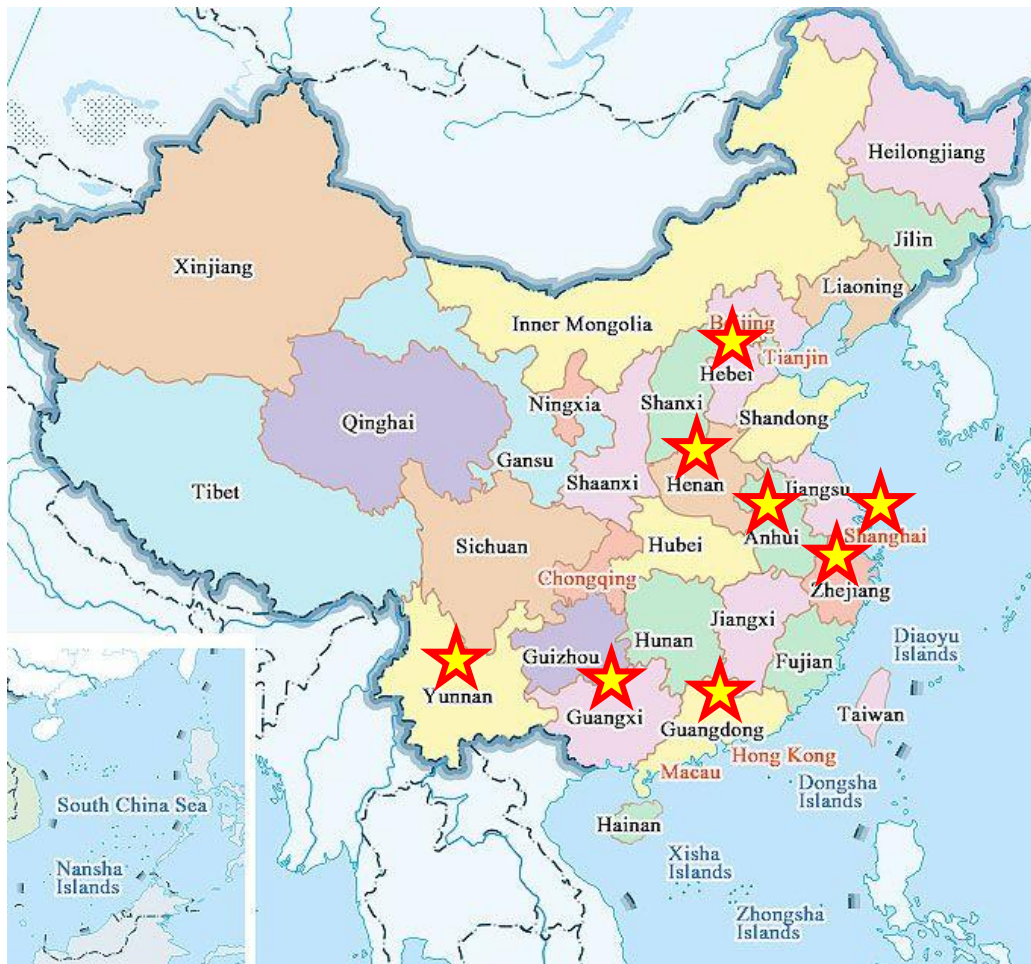 Heilongjiang
Jilin
Xinjiang
Liaoning
Inner Mongolia
Beijing
Tianjin
Hebei
Ningxia
Shanxi
Shandong
Qinghai
Gansu
Shaanxi
Henan
Jiangsu
Tibet
Anhui
Shanghai
Sichuan
Hubei
Chongqing
Zhejiang
Jiangxi
Hunan
Guizhou
Fujian
Diaoyu
Islands
Yunnan
Guangxi
Guangdong
Taiwan
Hong Kong
Macau
Dongsha
Islands
South China Sea
Hainan
Nansha
Islands
Xisha
Islands
Zhongsha
Islands